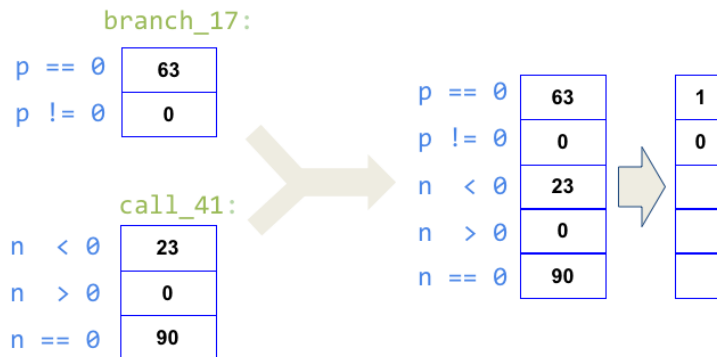 branch_17:
p == 0 63
p != 0 0
call_41:
n < 0 23
n > 0 0
n == 0 90
p == 0 63 1
p != 0 0 0
n < 0 23
n > 0 0
n == 0 90